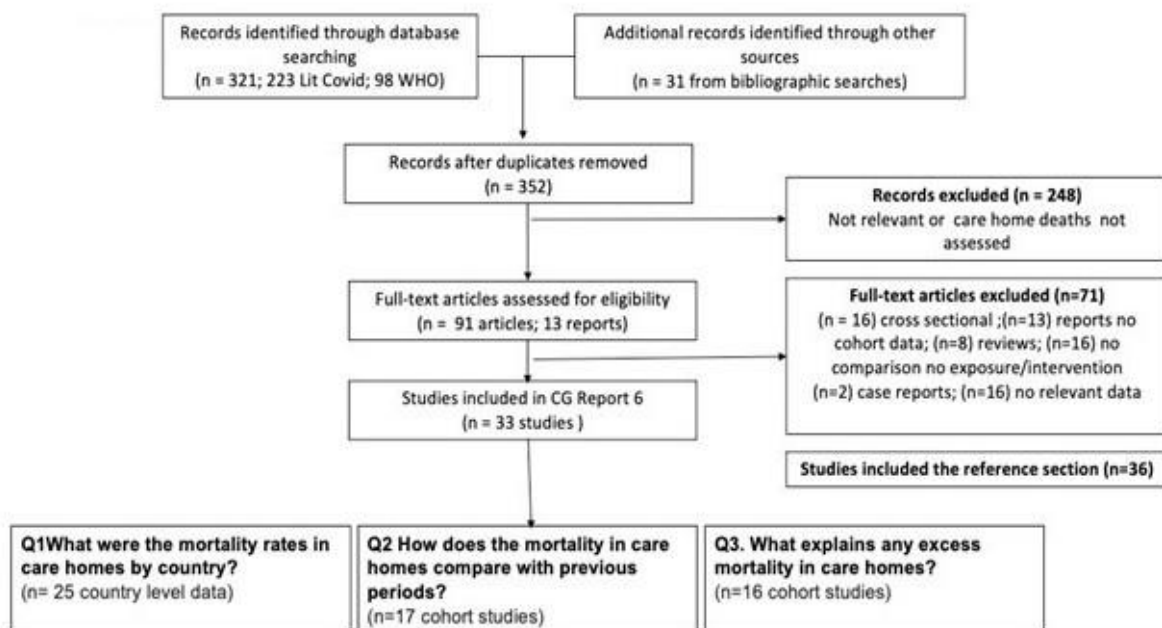 Records identified through database
searching
(n = 321; 223 Lit Covid; 98 WHO)
Additional records identified through other
sources
(n = 31 from bibliographic searches)
Records after duplicates removed
(n = 352)
Records excluded (n = 248)
Not relevant or care home deaths not
assessed
Full-text articles assessed for eligibility
(n = 91 articles; 13 reports)
Full-text articles excluded (n=71)
(n = 16) cross sectional ;(n=13) reports no
cohort data; (n=8) reviews; (n=16) no
comparison no exposure/intervention
(n=2) case reports; (n=16) no relevant data
Studies included in CG Report 6
(n = 33 studies )
Studies included the reference section (n=36)
Q1What were the mortality rates in
care homes by country?
(n= 25 country level data)
Q2 How does the mortality in care
homes compare with previous
periods?
(n=17 cohort studies)
Q3. What explains any excess
mortality in care homes?
(n=16 cohort studies)